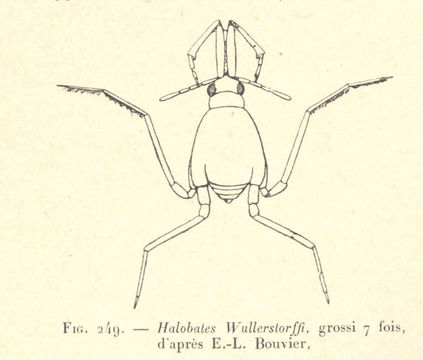 FIG. 249. — Halobates Wullerstorffi, grossi 7 fois,
d'après E.-L. Bouvier,